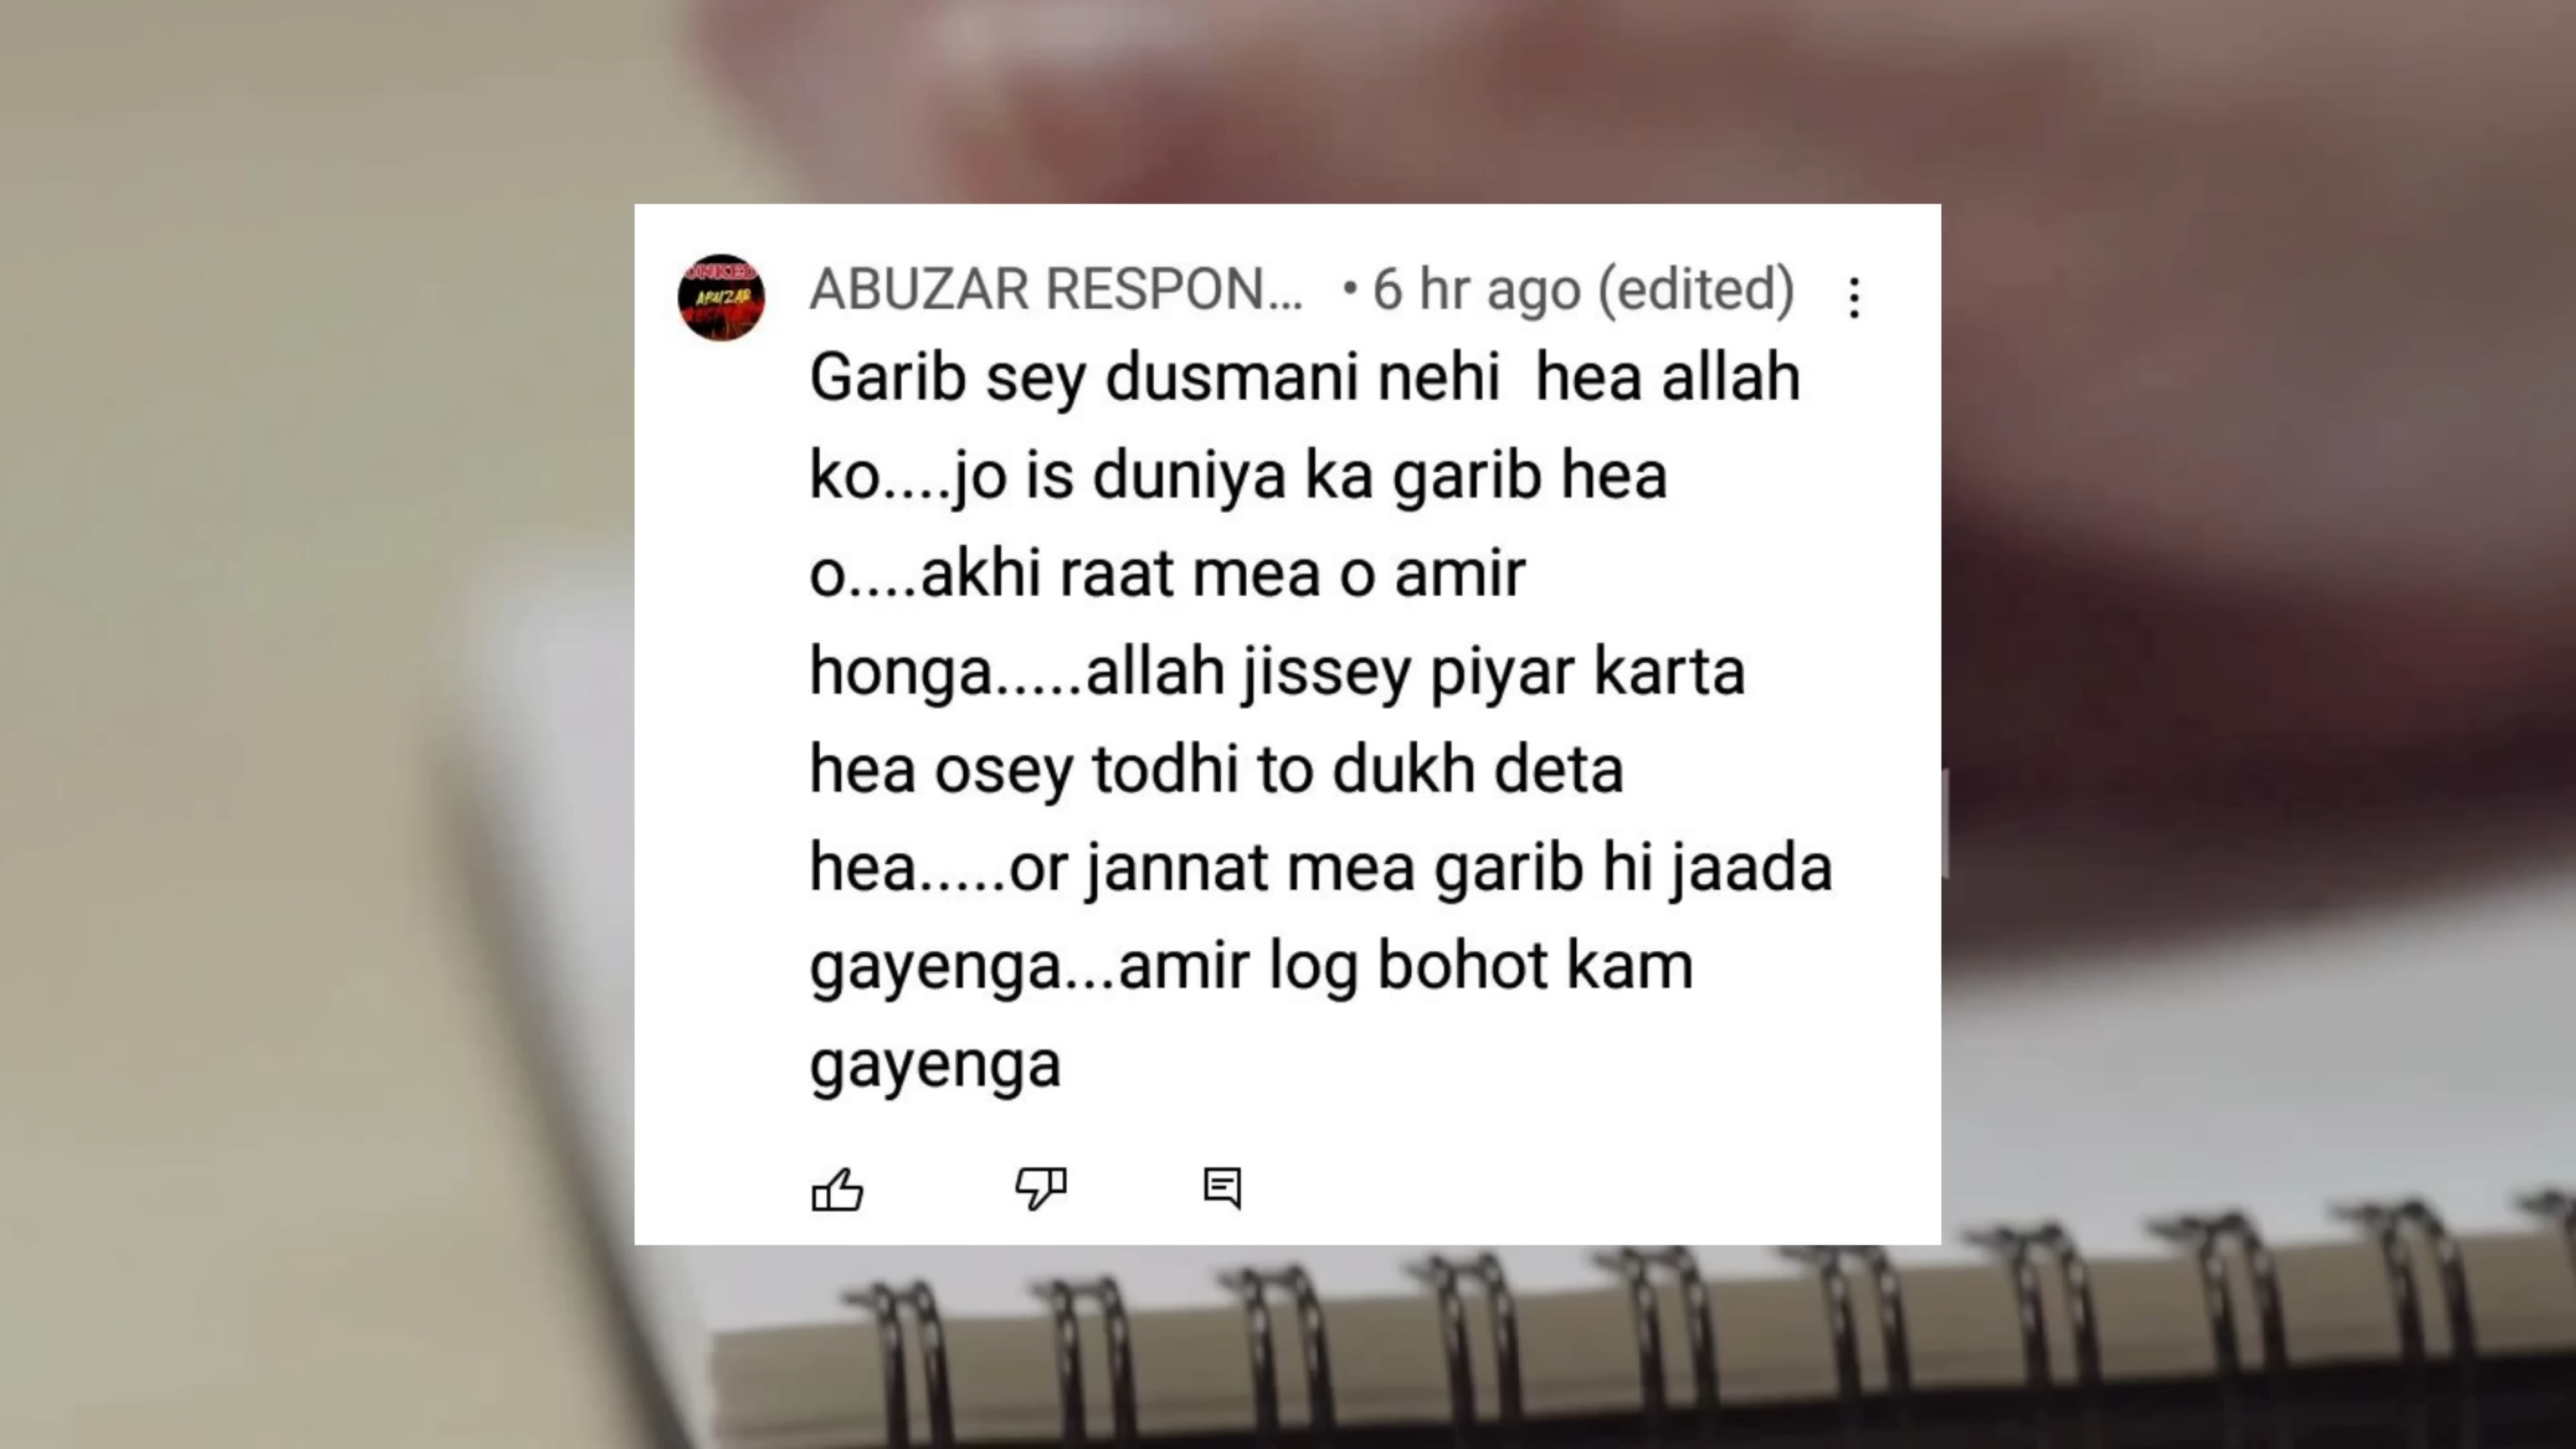 ABUZAR RESPON... • 6 hr ago (edited)
Garib sey dusmani nehi  hea allah
ko....jo is duniya ka garib hea
o....akhi raat mea o amir
honga.....allah jissey piyar karta
hea osey todhi to dukh deta
hea.....or jannat mea garib hi jaada
gayenga...amir log bohot kam
gayenga
ABUZAR